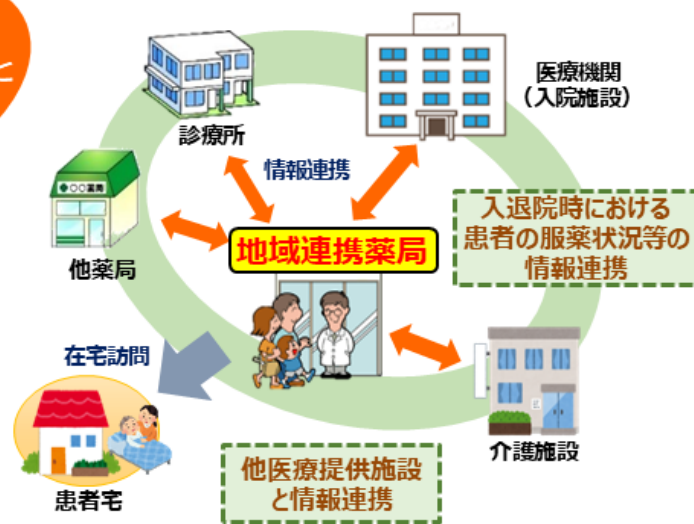 医療機関
（入院施設）
診療所
情報連携
○○薬局
他薬局
地域連携薬局
入退院時における
患者の服薬状況等の
情報連携
在宅訪問
介護施設
患者宅
他医療提供施設
と情報連携